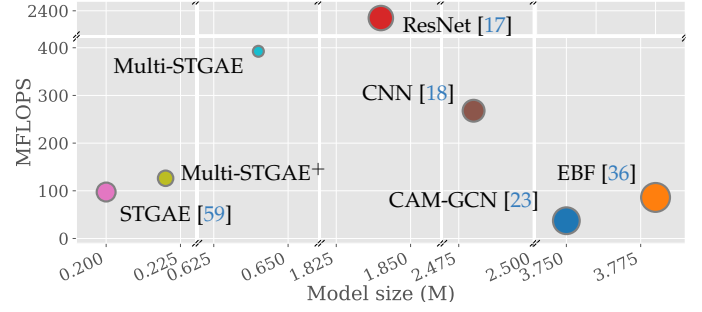 2400
ResNet [17]
400
Multi-STGAE
300
CNN [18]
MFLOPS
200
Multi-STGAE+
EBF [36]
100
CAM-GCN [23]
STGAE [59]
0
0.200 0.225 0.625 0.650 1.825 1.850 2.475 2.500 3.750 3.775
Model size (M)